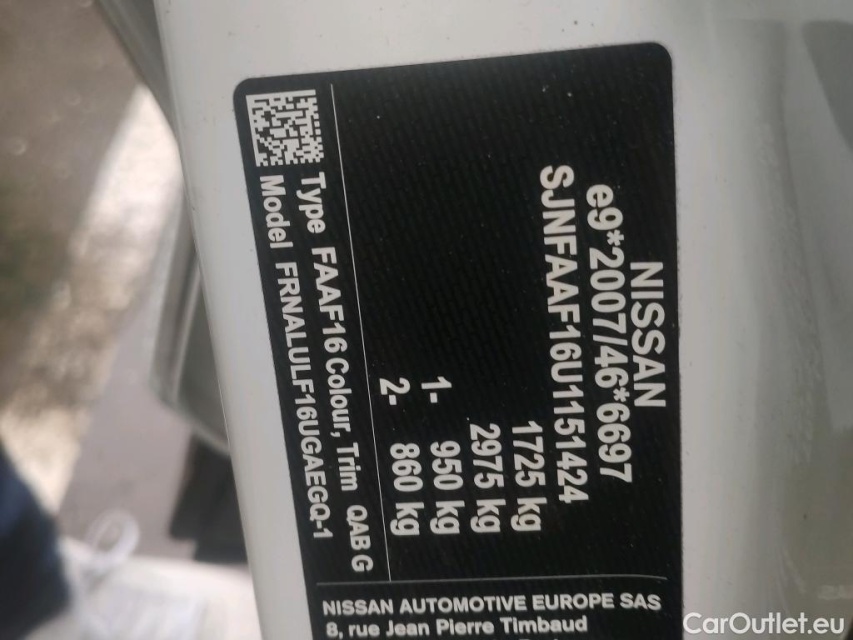 NISSAN
e9*2007/46*6697
SJNFAAF16U1151424
1725 kg
2975 kg
1- 950 kg
2- 860 kg
Type FAAF16 Colour, Trim QAB G
Model FRNALULF16UGAEGQ-1
NISSAN AUTOMOTIVE EUROPE SAS
8, rue Jean Pierre Timbaud
CarOutlet.eu